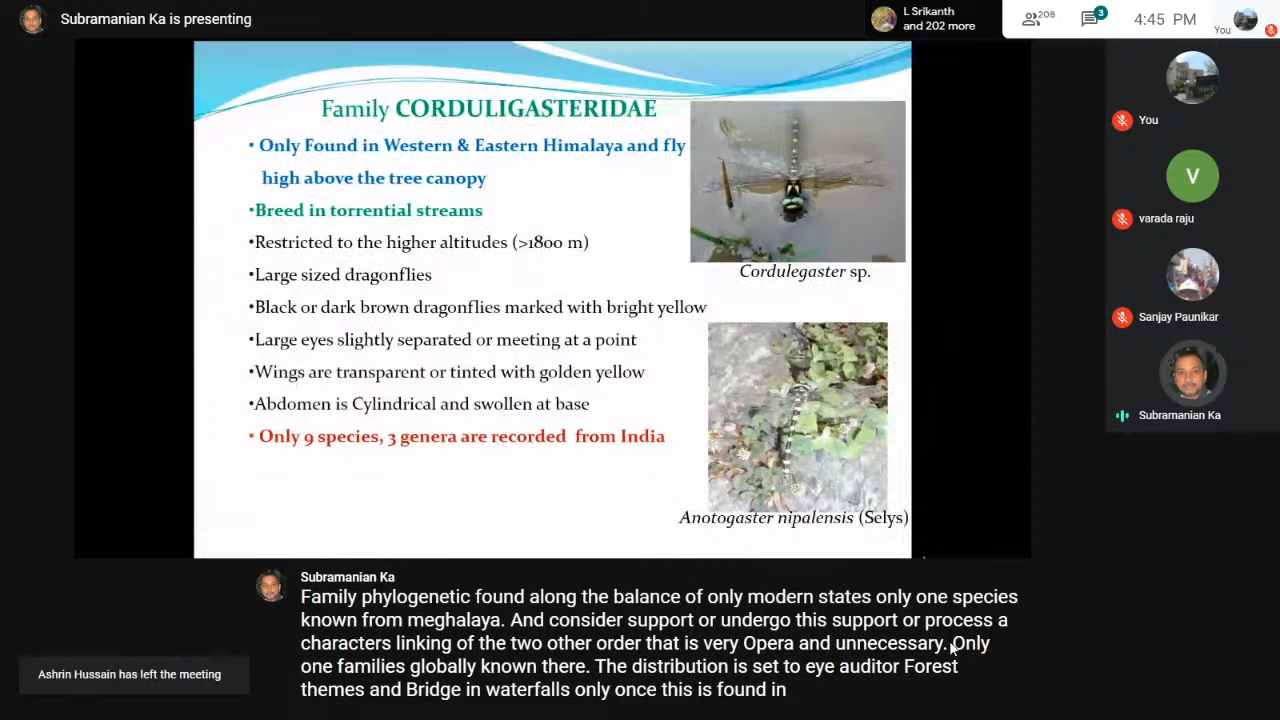 Subramanian Ka is presenting
L Srikanth
and 202 more
208
3
4:45 PM
You
Family CORDULIGASTERIDAE
• Only Found in Western & Eastern Himalaya and fly
high above the tree canopy
•Breed in torrential streams
•Restricted to the higher altitudes (>1800 m)
•Large sized dragonflies
•Black or dark brown dragonflies marked with bright yellow
•Large eyes slightly separated or meeting at a point
•Wings are transparent or tinted with golden yellow
•Abdomen is Cylindrical and swollen at base
• Only 9 species, 3 genera are recorded from India
Cordulegaster sp.
Anotogaster nipalensis (Selys)
You
V
varada raju
Sanjay Paunikar
Subramanian Ka
Subramanian Ka
Family phylogenetic found along the balance of only modern states only one species
known from meghalaya. And consider support or undergo this support or process a
characters linking of the two other order that is very Opera and unnecessary. Only
one families globally known there. The distribution is set to eye auditor Forest
themes and Bridge in waterfalls only once this is found in
Ashrin Hussain has left the meeting